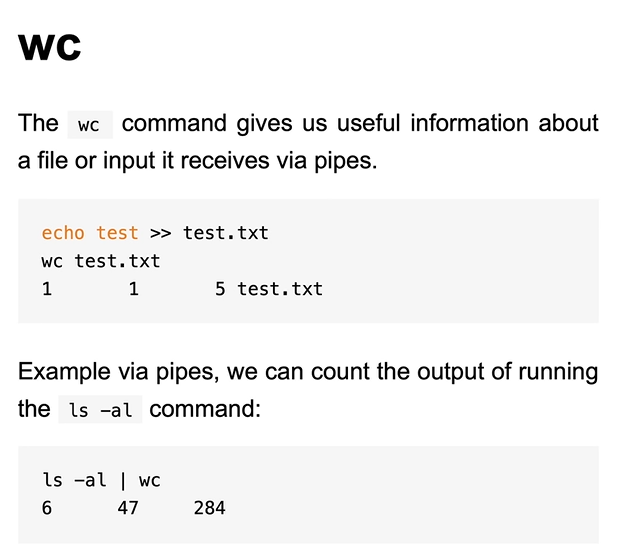 wc
The wc command gives us useful information about
a file or input it receives via pipes.
echo test >> test.txt
wc test.txt
1 1 5 test.txt
Example via pipes, we can count the output of running
the ls -al command:
ls -al | wc
6 47 284